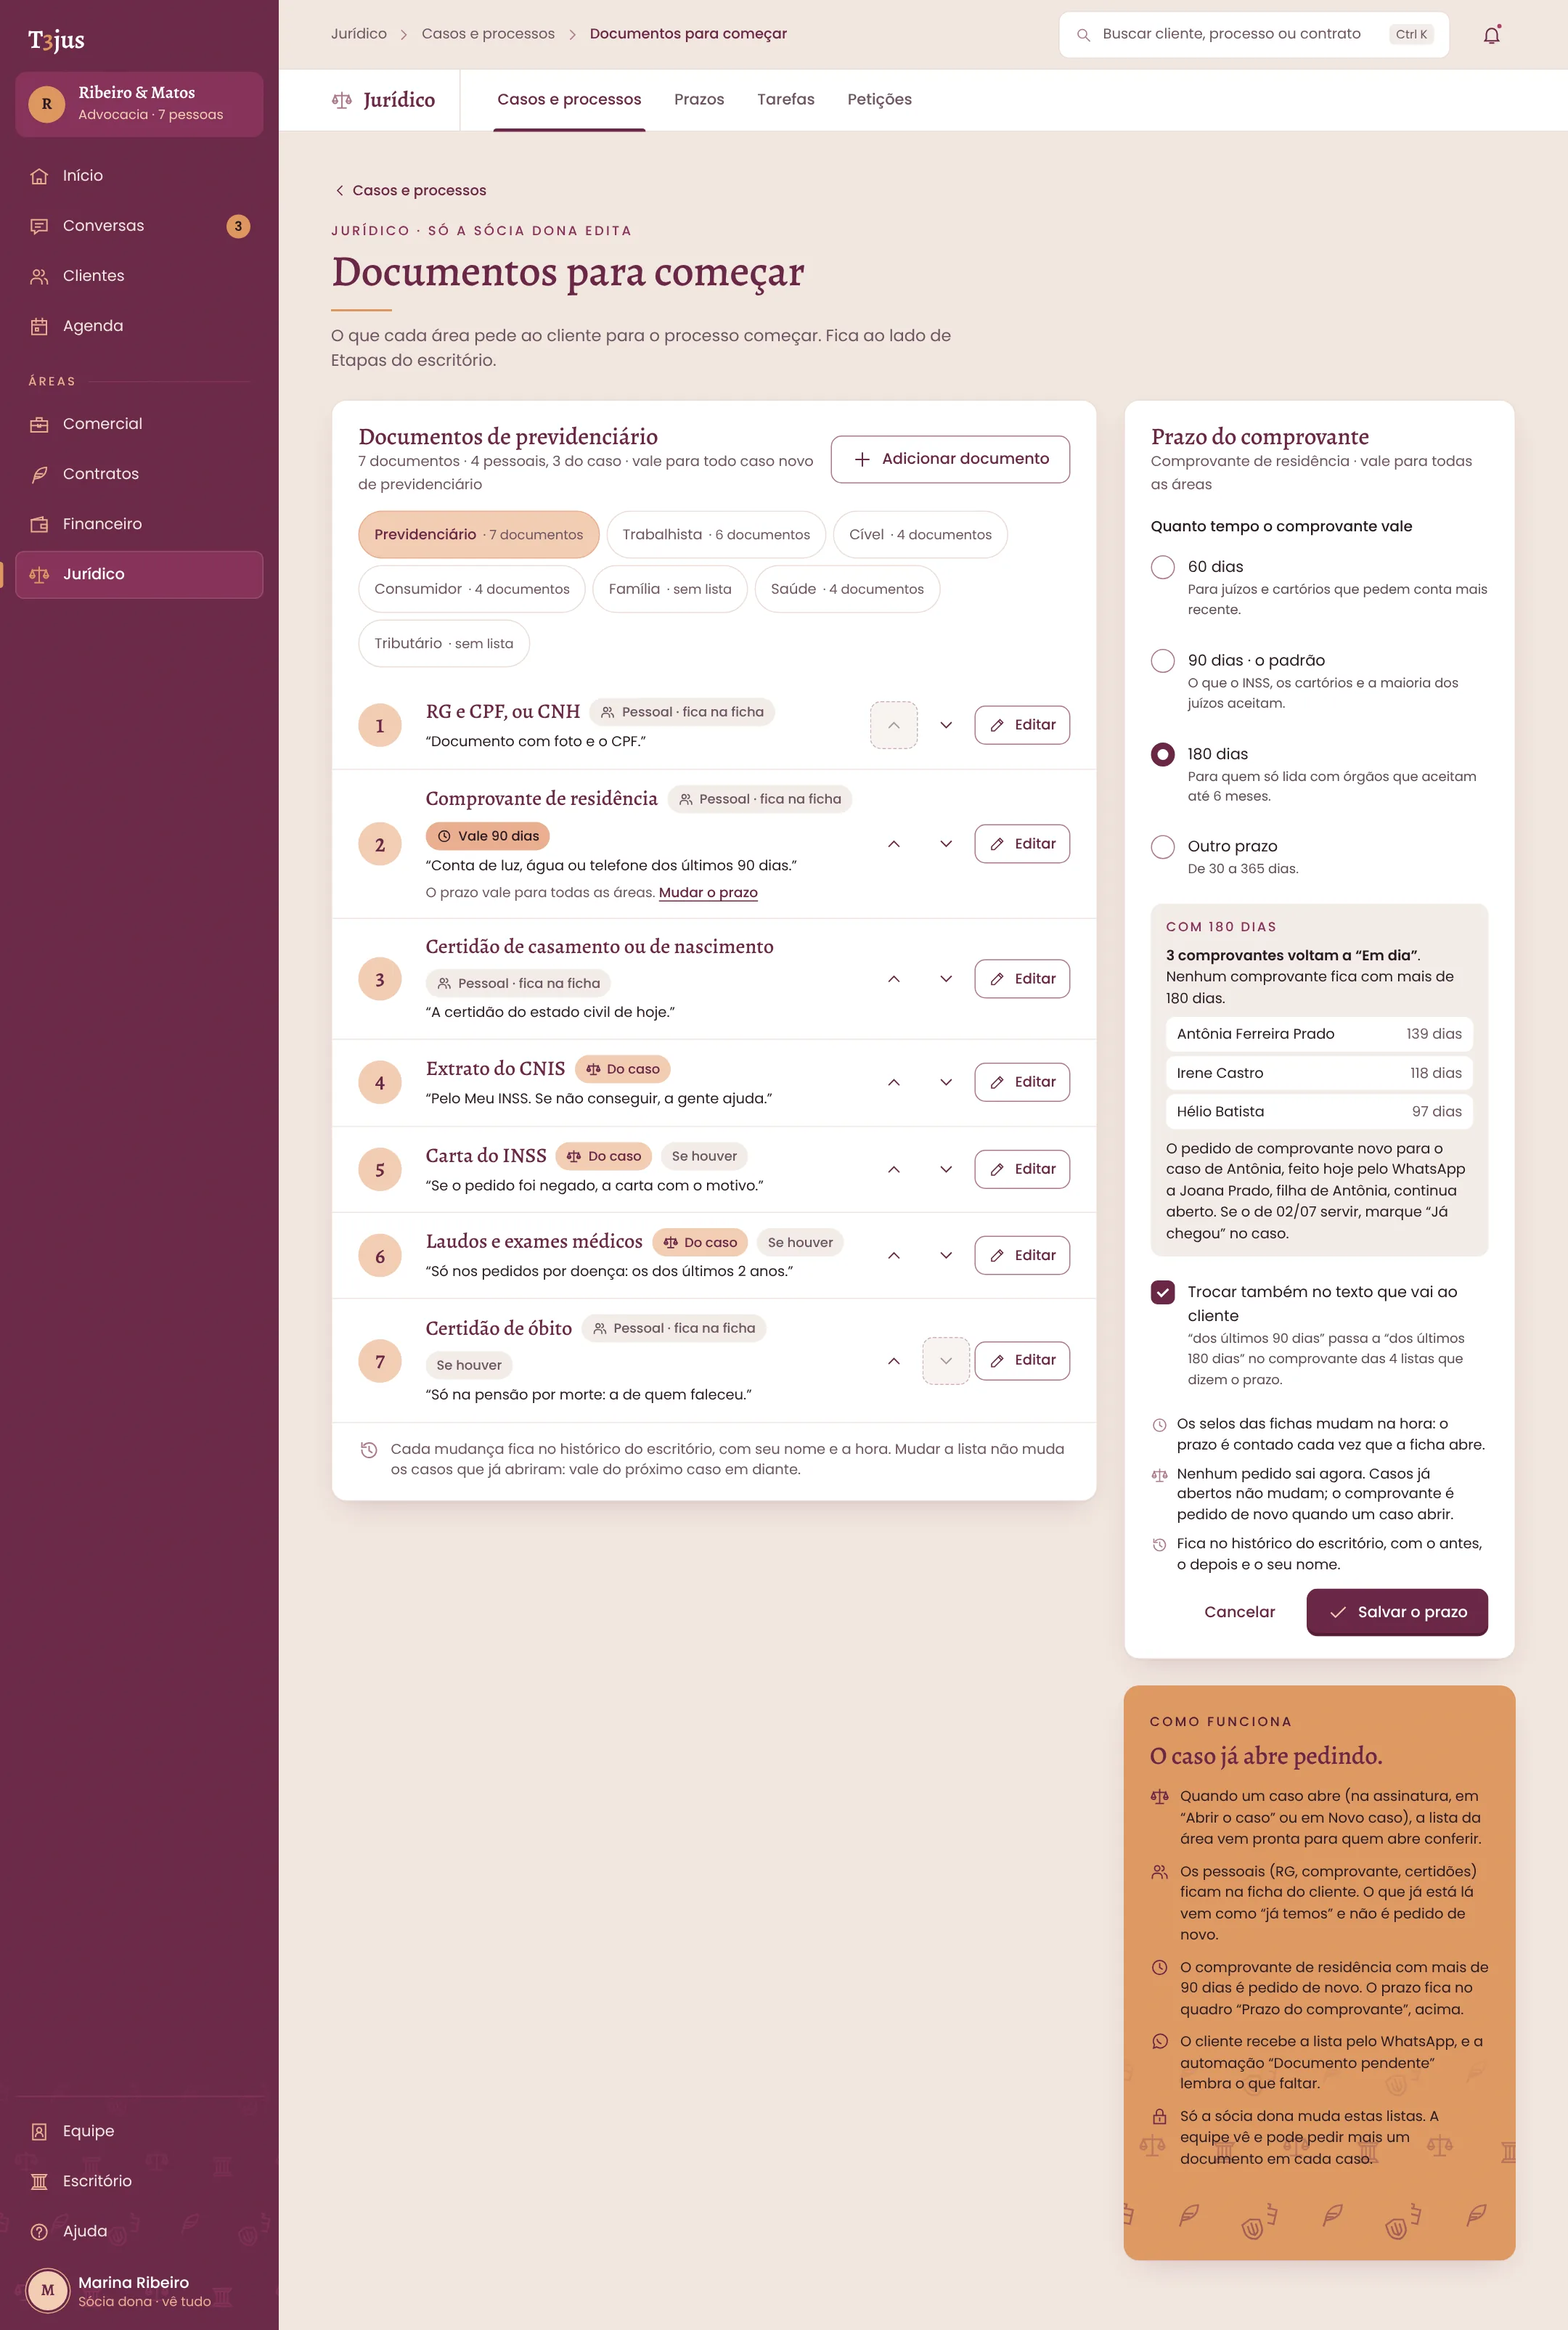 T3jus
R
Ribeiro & Matos
Advocacia · 7 pessoas
Início
Conversas
3
Clientes
Agenda
ÁREAS
Comercial
Contratos
Financeiro
Jurídico
Equipe
Escritório
Ajuda
M
Marina Ribeiro
Sócia dona · vê tudo
Jurídico
Casos e processos
Documentos para começar
Buscar cliente, processo ou contrato
Ctrl K
Jurídico
Casos e processos
Prazos
Tarefas
Petições
Casos e processos
JURÍDICO · SÓ A SÓCIA DONA EDITA
Documentos para começar
O que cada área pede ao cliente para o processo começar. Fica ao lado de
Etapas do escritório.
Documentos de previdenciário
7 documentos · 4 pessoais, 3 do caso · vale para todo caso novo
de previdenciário
Adicionar documento
Previdenciário · 7 documentos
Trabalhista · 6 documentos
Cível · 4 documentos
Consumidor · 4 documentos
Família · sem lista
Saúde · 4 documentos
Tributário · sem lista
1
RG e CPF, ou CNH
Pessoal · fica na ficha
“Documento com foto e o CPF.”
Editar
2
Comprovante de residência
Pessoal · fica na ficha
Vale 90 dias
“Conta de luz, água ou telefone dos últimos 90 dias.”
O prazo vale para todas as áreas. Mudar o prazo
Editar
3
Certidão de casamento ou de nascimento
Pessoal · fica na ficha
“A certidão do estado civil de hoje.”
Editar
4
Extrato do CNIS
Do caso
“Pelo Meu INSS. Se não conseguir, a gente ajuda.”
Editar
5
Carta do INSS
Do caso
Se houver
“Se o pedido foi negado, a carta com o motivo.”
Editar
6
Laudos e exames médicos
Do caso
Se houver
“Só nos pedidos por doença: os dos últimos 2 anos.”
Editar
7
Certidão de óbito
Pessoal · fica na ficha
Se houver
“Só na pensão por morte: a de quem faleceu.”
Editar
Cada mudança fica no histórico do escritório, com seu nome e a hora. Mudar a lista não muda
os casos que já abriram: vale do próximo caso em diante.
Prazo do comprovante
Comprovante de residência · vale para todas
as áreas
Quanto tempo o comprovante vale
60 dias
Para juízos e cartórios que pedem conta mais
recente.
90 dias · o padrão
O que o INSS, os cartórios e a maioria dos
juízos aceitam.
180 dias
Para quem só lida com órgãos que aceitam
até 6 meses.
Outro prazo
De 30 a 365 dias.
COM 180 DIAS
3 comprovantes voltam a “Em dia”.
Nenhum comprovante fica com mais de
180 dias.
Antônia Ferreira Prado
139 dias
Irene Castro
118 dias
Hélio Batista
97 dias
O pedido de comprovante novo para o
caso de Antônia, feito hoje pelo WhatsApp
a Joana Prado, filha de Antônia, continua
aberto. Se o de 02/07 servir, marque “Já
chegou” no caso.
Trocar também no texto que vai ao
cliente
“dos últimos 90 dias” passa a “dos últimos
180 dias” no comprovante das 4 listas que
dizem o prazo.
Os selos das fichas mudam na hora: o
prazo é contado cada vez que a ficha abre.
Nenhum pedido sai agora. Casos já
abertos não mudam; o comprovante é
pedido de novo quando um caso abrir.
Fica no histórico do escritório, com o antes,
o depois e o seu nome.
Cancelar
Salvar o prazo
COMO FUNCIONA
O caso já abre pedindo.
Quando um caso abre (na assinatura, em
“Abrir o caso” ou em Novo caso), a lista da
área vem pronta para quem abre conferir.
Os pessoais (RG, comprovante, certidões)
ficam na ficha do cliente. O que já está lá
vem como “já temos” e não é pedido de
novo.
O comprovante de residência com mais de
90 dias é pedido de novo. O prazo fica no
quadro “Prazo do comprovante”, acima.
O cliente recebe a lista pelo WhatsApp, e a
automação “Documento pendente”
lembra o que faltar.
Só a sócia dona muda estas listas. A
equipe vê e pode pedir mais um
documento em cada caso.